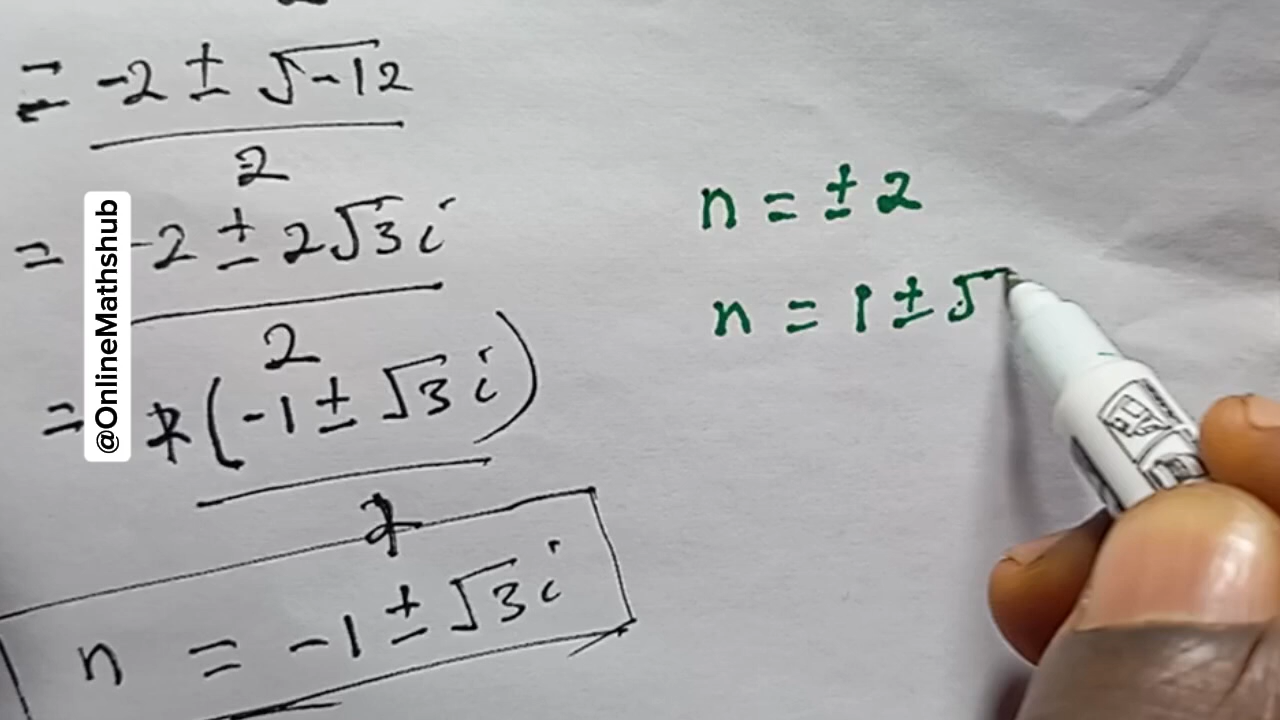 = -2 ± √-12
2
= -2 ± 2√3 i
2
= 2(-1 ± √3 i)
2
n = -1 ± √3 i
n = ± 2
n = 1 ± √
@OnlineMathshub